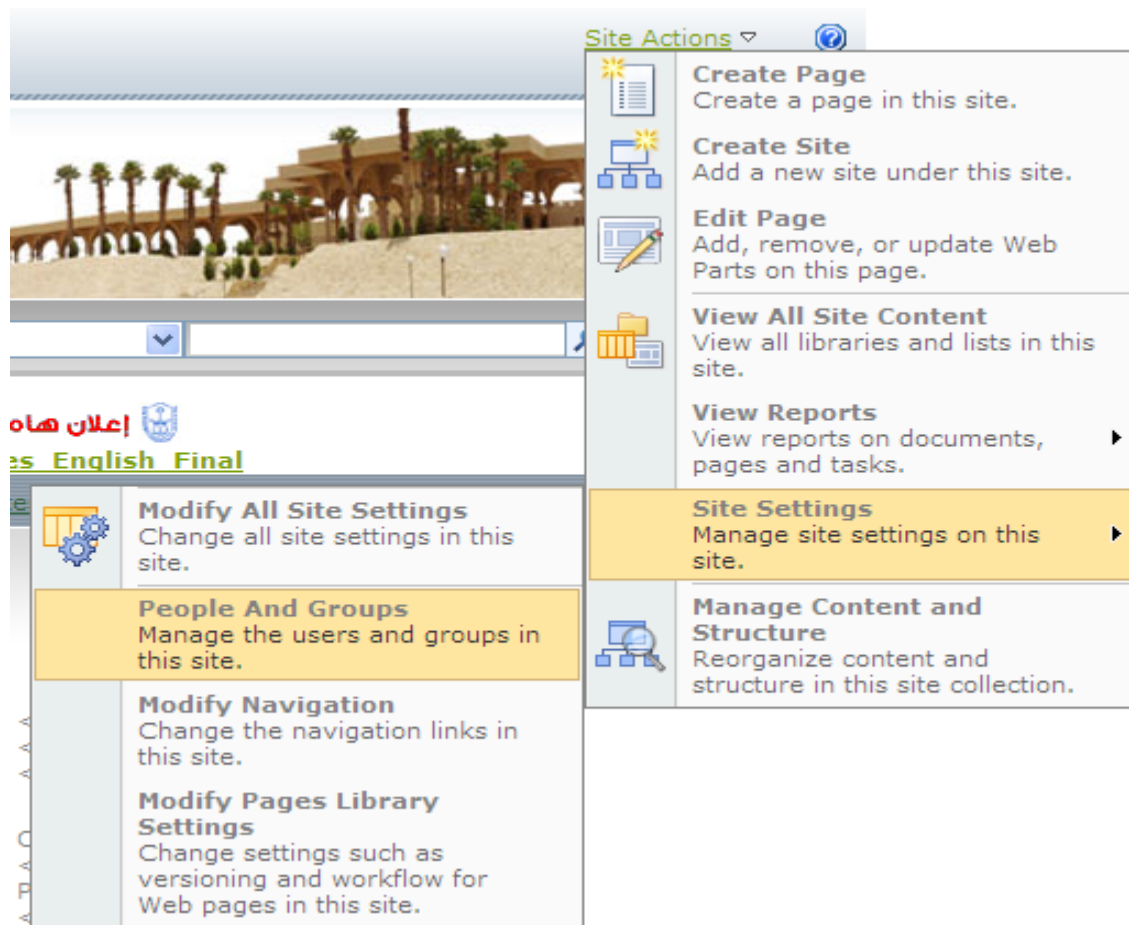 Site Actions
Create Page
Create a page in this site.
Create Site
Add a new site under this site.
Edit Page
Add, remove, or update Web
Parts on this page.
View All Site Content
View all libraries and lists in this
site.
View Reports
View reports on documents,
pages and tasks.
Site Settings
Manage site settings on this
site.
Manage Content and
Structure
Reorganize content and
structure in this site collection.
إعلان
English Final
Modify All Site Settings
Change all site settings in this
site.
People And Groups
Manage the users and groups in
this site.
Modify Navigation
Change the navigation links in
this site.
Modify Pages Library
Settings
Change settings such as
versioning and workflow for
Web pages in this site.